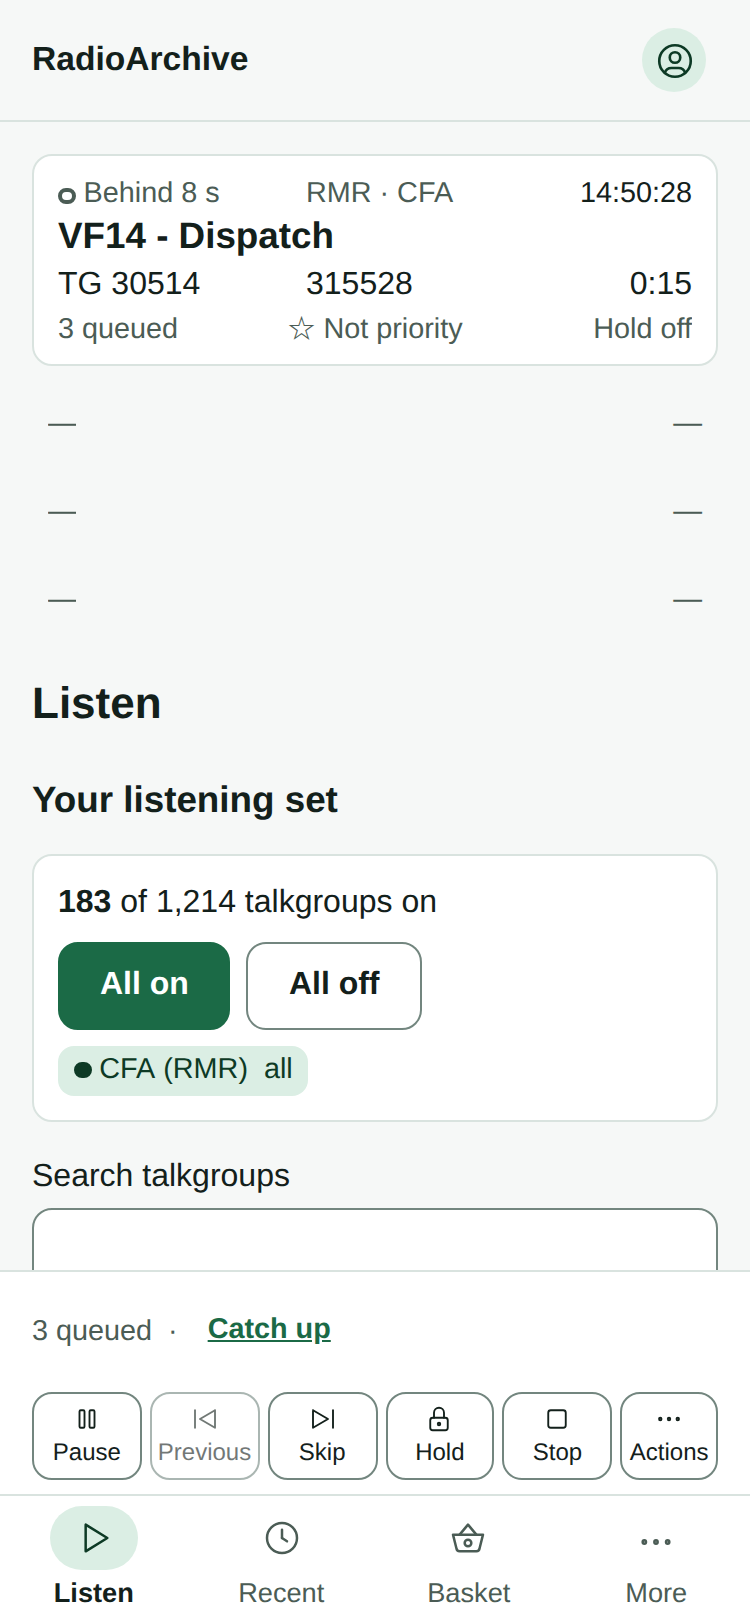 RadioArchive
Behind 8 s RMR · CFA 14:50:28
VF14 - Dispatch
TG 30514 315528 0:15
3 queued ☆ Not priority Hold off
— —
— —
— —
Listen
Your listening set
183 of 1,214 talkgroups on
All on All off
CFA (RMR) all
Search talkgroups
3 queued · Catch up
Pause Previous Skip Hold Stop Actions
Listen Recent Basket More